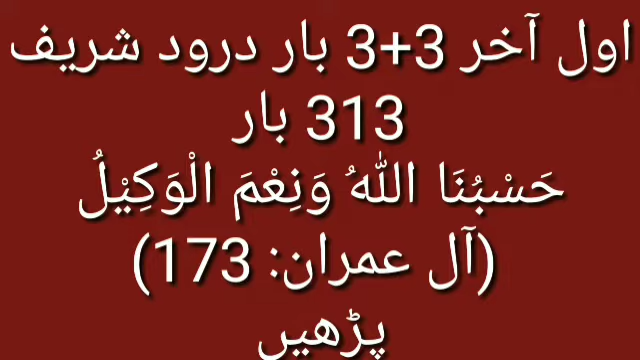 اول آخر 3+3 بار درود شریف
313 بار
حَسْبُنَا اللّٰهُ وَنِعْمَ الْوَكِيْلُ
(آل عمران: 173)
پڑھیں